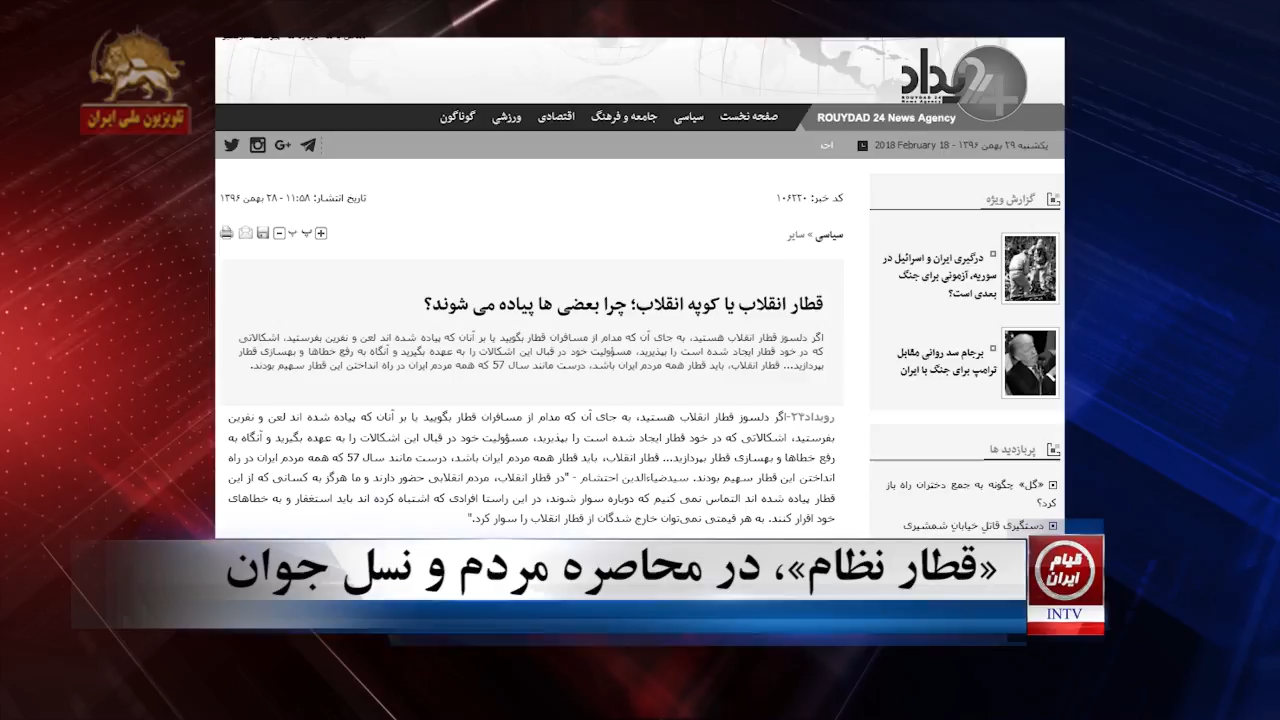 تلویزیون ملی ایران
رویداد 24
ROUYDAD 24
News Agency
ROUYDAD 24 News Agency
صفحه نخست سیاسی جامعه و فرهنگ اقتصادی ورزشی گوناگون
یکشنبه ۲۹ بهمن ۱۳۹۶ - 2018 February 18
اخ
G+
گزارش ویژه
درگیری ایران و اسرائیل در
سوریه، آزمونی برای جنگ
بعدی است؟
برجام سد روانی مقابل
ترامپ برای جنگ با ایران
پربازدید ها
«گل» چگونه به جمع دختران راه باز
کرد؟
دستگیری قاتل خیابان شمشیری
کد خبر: ۱۰۶۲۲۰
تاریخ انتشار: ۱۱:۵۸ - ۲۸ بهمن ۱۳۹۶
سیاسی » سایر
پ پ
قطار انقلاب یا کوپه انقلاب؛ چرا بعضی ها پیاده می شوند؟
اگر دلسوز قطار انقلاب هستید، به جای آن که مدام از مسافران قطار بگویید یا بر آنان که پیاده شده اند لعن و نفرین بفرستید، اشکالاتی
که در خود قطار ایجاد شده است را بپذیرید، مسؤولیت خود در قبال این اشکالات را به عهده بگیرید و آنگاه به رفع خطاها و بهسازی قطار
بپردازید... قطار انقلاب، باید قطار همه مردم ایران باشد، درست مانند سال 57 که همه مردم ایران در راه انداختن این قطار سهیم بودند.
رویداد۲۴-اگر دلسوز قطار انقلاب هستید، به جای آن که مدام از مسافران قطار بگویید یا بر آنان که پیاده شده اند لعن و نفرین
بفرستید، اشکالاتی که در خود قطار ایجاد شده است را بپذیرید، مسؤولیت خود در قبال این اشکالات را به عهده بگیرید و آنگاه به
رفع خطاها و بهسازی قطار بپردازید... قطار انقلاب، باید قطار همه مردم ایران باشد، درست مانند سال 57 که همه مردم ایران در راه
انداختن این قطار سهیم بودند. سیدضیاءالدین احتشام - "در قطار انقلاب، مردم انقلابی حضور دارند و ما هرگز به کسانی که از این
قطار پیاده شده اند التماس نمی کنیم که دوباره سوار شوند، در این راستا افرادی که اشتباه کرده اند باید استغفار و به خطاهای
خود اقرار کنند. به هر قیمتی نمی‌توان خارج شدگان از قطار انقلاب را سوار کرد."
«قطار نظام»، در محاصره مردم و نسل جوان
قیام
ایران
INTV